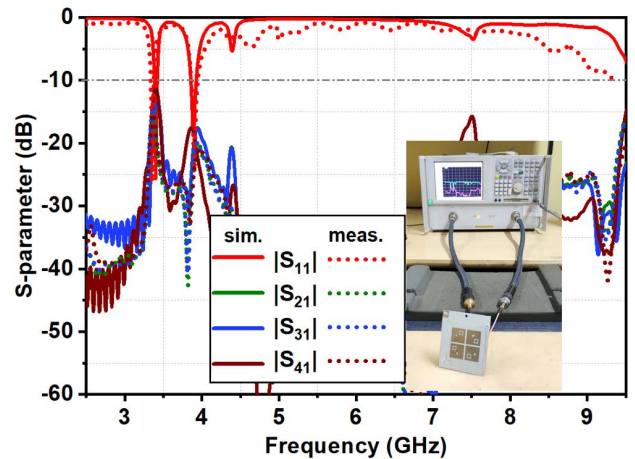 0
-10
-20
-30
-40
-50
-60
S-parameter (dB)
sim. meas.
|S11|
|S21|
|S31|
|S41|
3 4 5 6 7 8 9
Frequency (GHz)